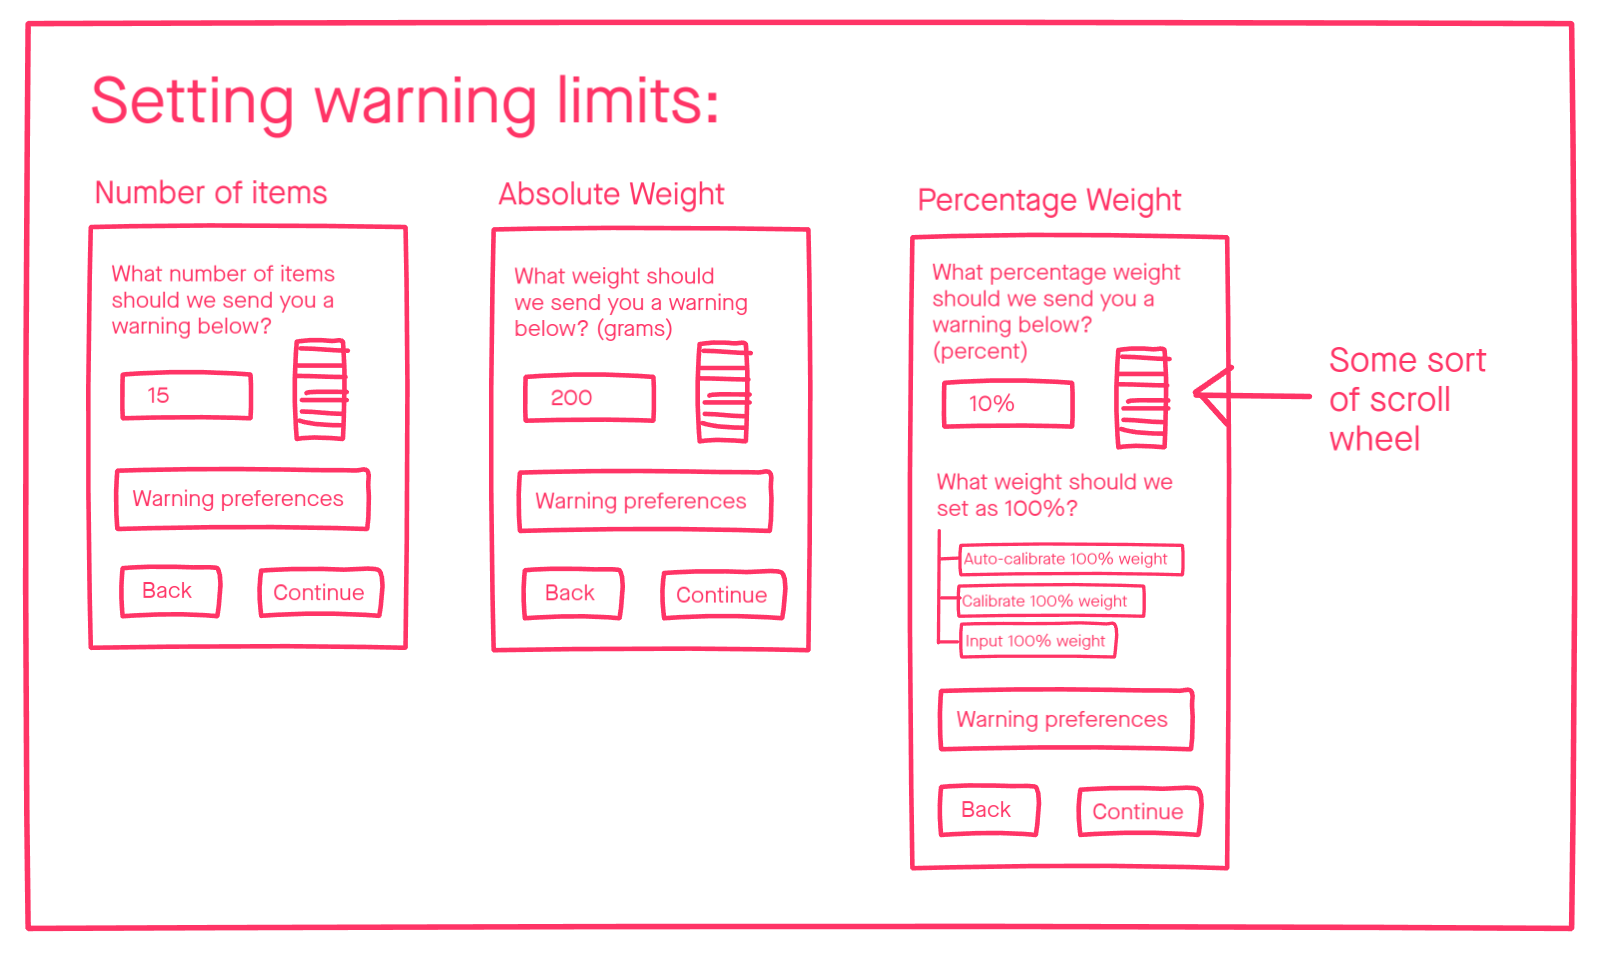 Setting warning limits:
Number of items
What number of items
should we send you a
warning below?
15
Warning preferences
Back
Continue
Absolute Weight
What weight should
we send you a warning
below? (grams)
200
Warning preferences
Back
Continue
Percentage Weight
What percentage weight
should we send you a
warning below?
(percent)
10%
What weight should we
set as 100%?
Auto-calibrate 100% weight
Calibrate 100% weight
Input 100% weight
Warning preferences
Back
Continue
Some sort
of scroll
wheel